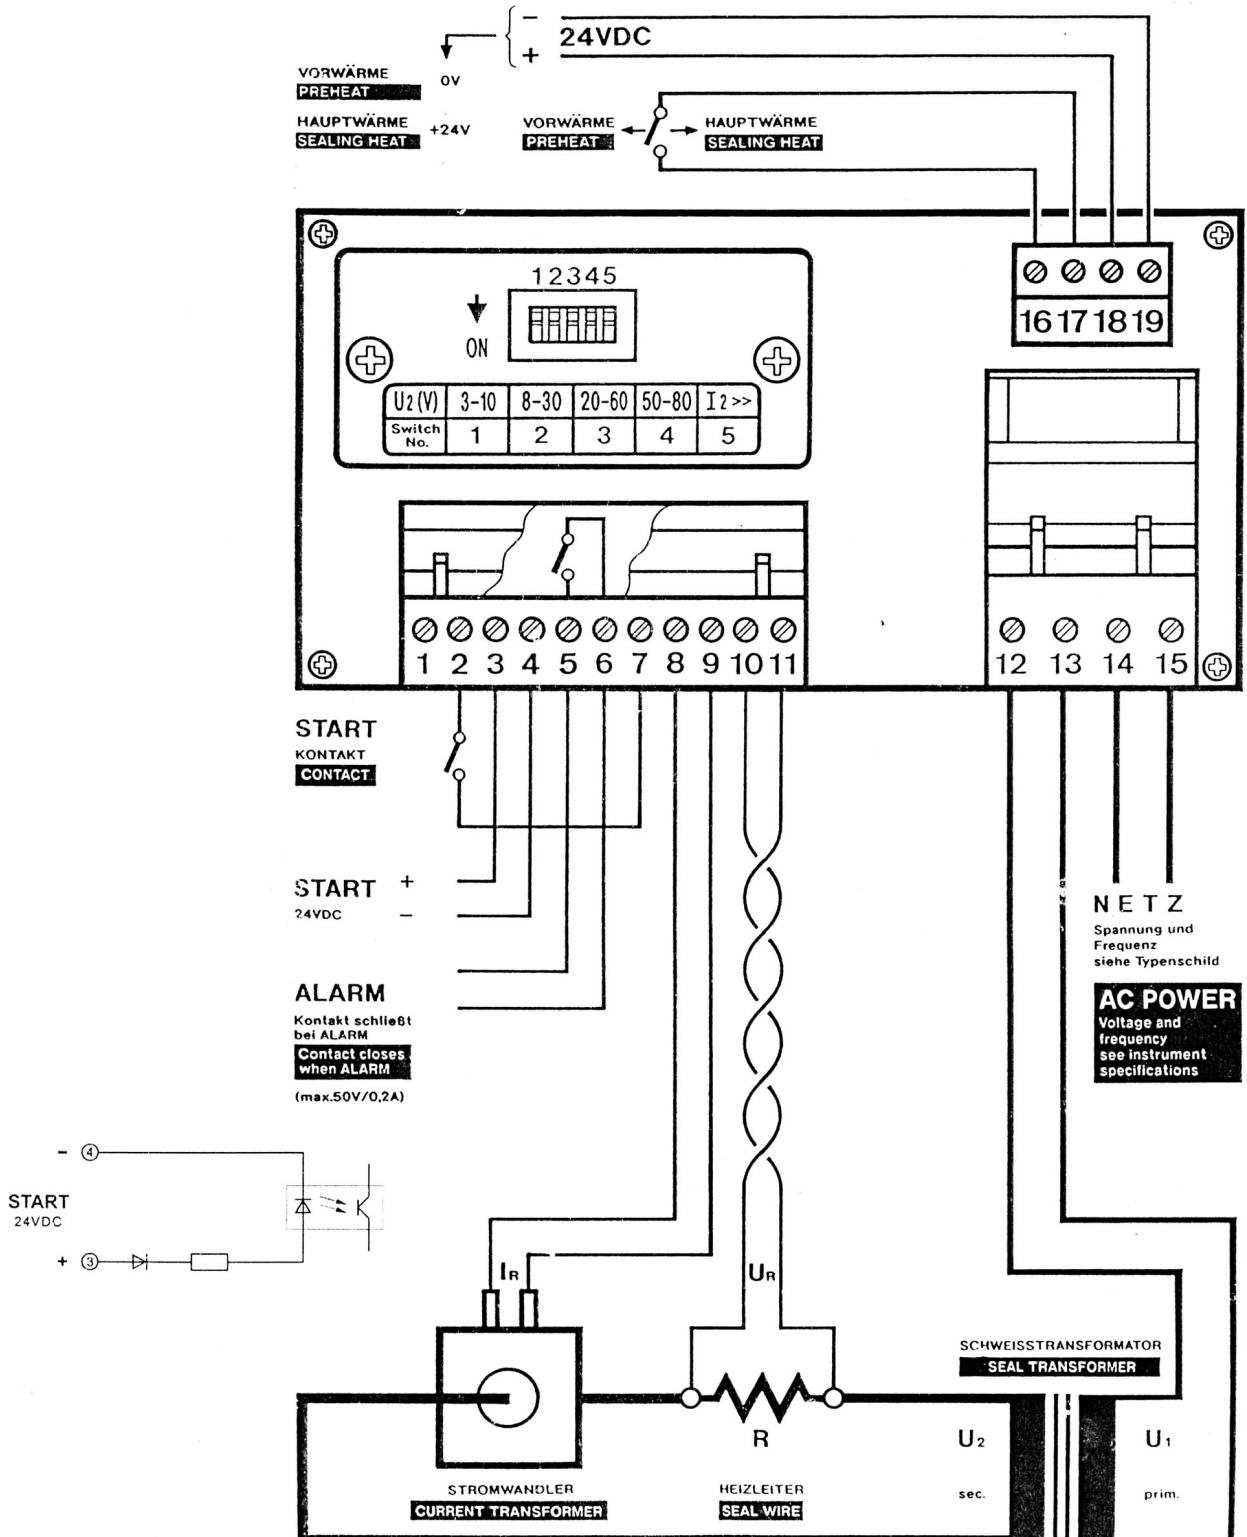 −
24VDC
+
VORWÄRME
PREHEAT
0V
HAUPTWÄRME
SEALING HEAT
+24V
VORWÄRME
PREHEAT
HAUPTWÄRME
SEALING HEAT
12345
ON
16 17 18 19
U2(V) 3-10 8-30 20-60 50-80 I2>>
Switch No. 1 2 3 4 5
1 2 3 4 5 6 7 8 9 10 11
12 13 14 15
START
KONTAKT
CONTACT
START +
24VDC −
ALARM
Kontakt schließt
bei ALARM
Contact closes
when ALARM
(max.50V/0,2A)
NETZ
Spannung und
Frequenz
siehe Typenschild
AC POWER
Voltage and
frequency
see instrument
specifications
- 4
START
24VDC
+ 3
IR
UR
SCHWEISSTRANSFORMATOR
SEAL TRANSFORMER
R
U2
U1
sec.
prim.
STROMWANDLER
CURRENT TRANSFORMER
HEIZLEITER
SEAL WIRE